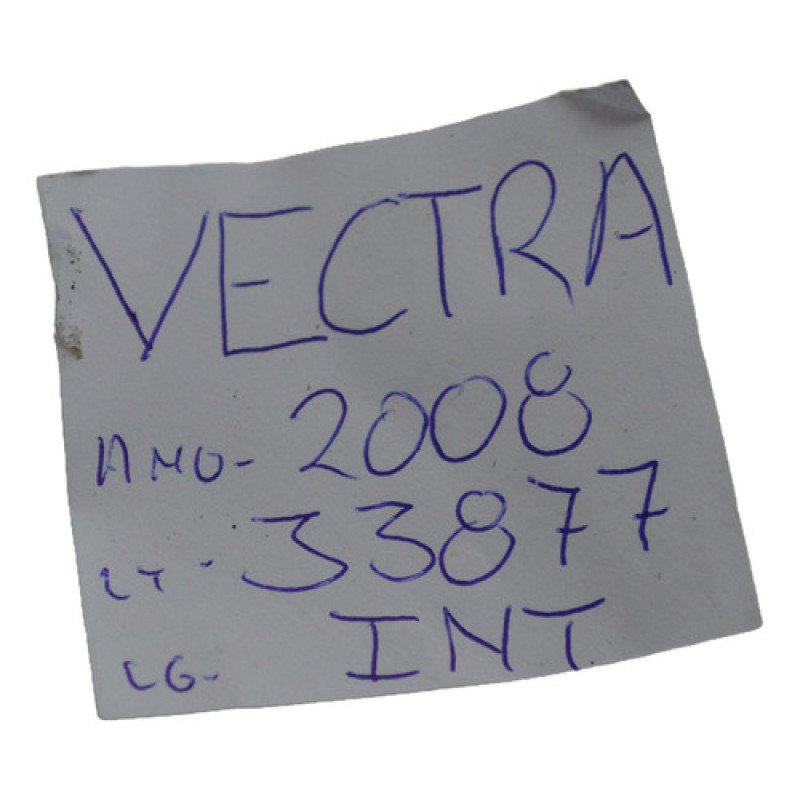 VECTRA
ANO- 2008
LT- 33877
LG- INT